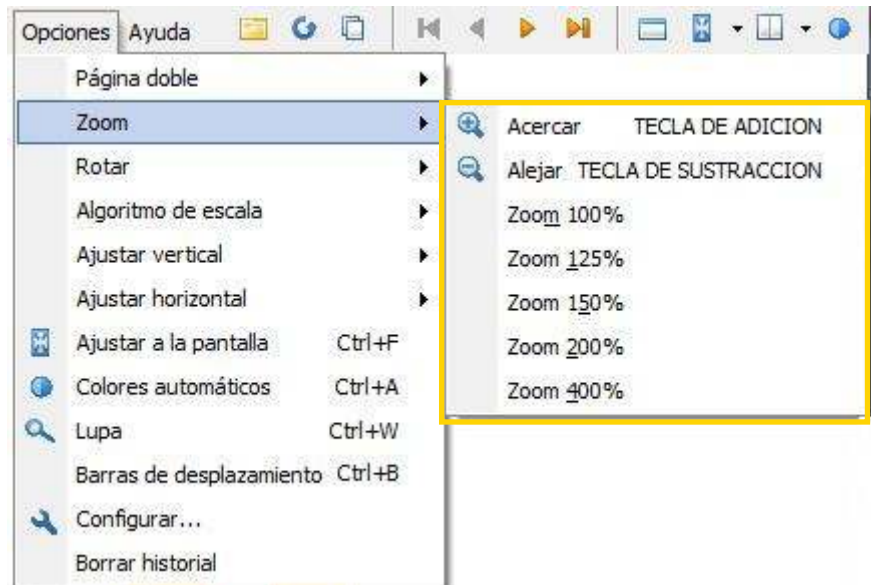 Opciones Ayuda
Página doble
Zoom
Rotar
Algoritmo de escala
Ajustar vertical
Ajustar horizontal
Ajustar a la pantalla Ctrl+F
Colores automáticos Ctrl+A
Lupa Ctrl+W
Barras de desplazamiento Ctrl+B
Configurar...
Borrar historial
Acercar TECLA DE ADICION
Alejar TECLA DE SUSTRACCION
Zoom 100%
Zoom 125%
Zoom 150%
Zoom 200%
Zoom 400%